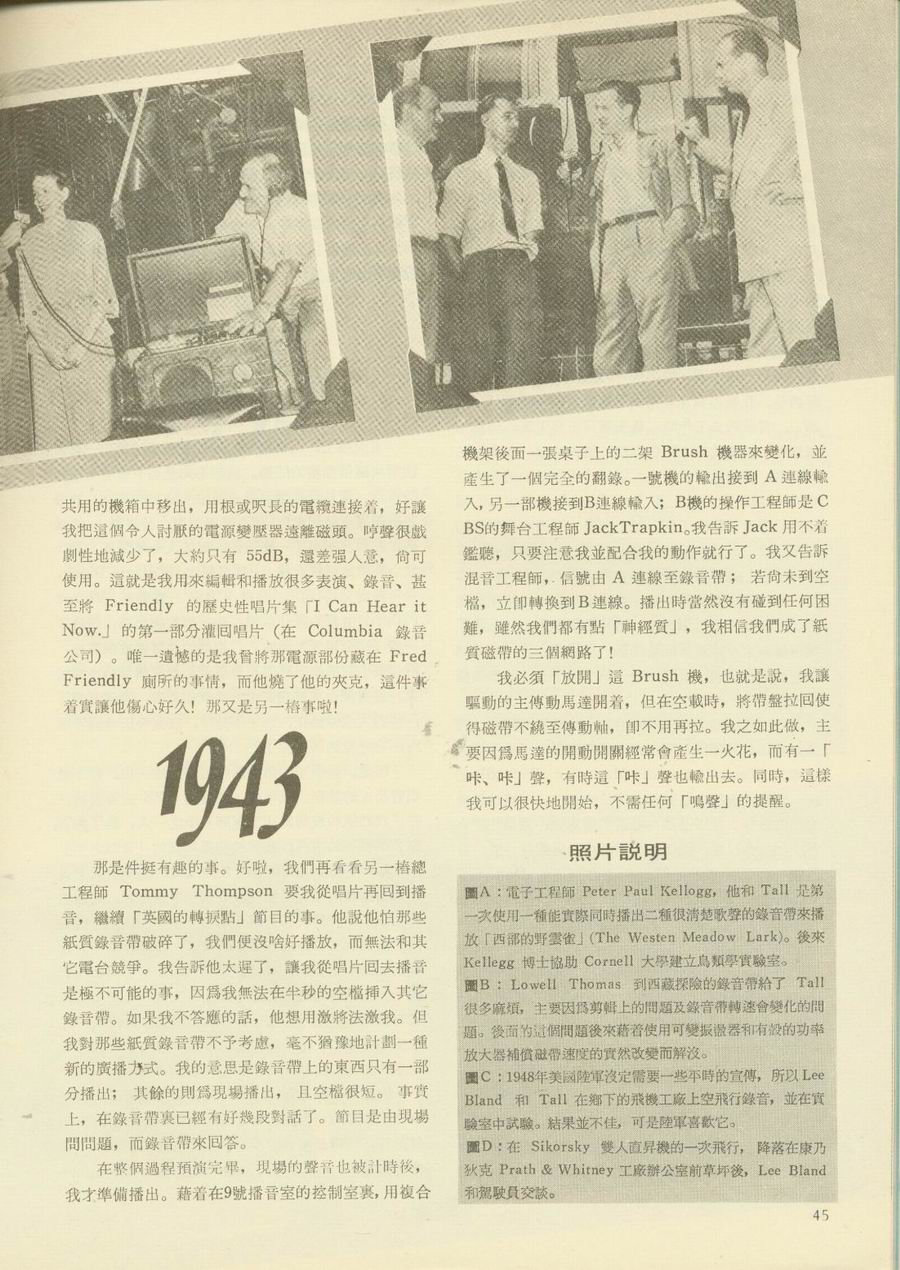 共用的機箱中移出，用根或呎長的電纜連接着，好讓
我把這個令人討厭的電源變壓器遠離磁頭。哼聲很戲
劇性地減少了，大約只有 55dB，還差强人意，尙可
使用。這就是我用來編輯和播放很多表演、錄音、甚
至將 Friendly 的歷史性唱片集「I Can Hear it
Now.」的第一部分灌囘唱片（在 Columbia 錄音
公司）。唯一遺憾的是我曾將那電源部份藏在 Fred
Friendly 廁所的事情，而他燒了他的夾克，這件事
着實讓他傷心好久！那又是另一樁事啦！
1943
那是件挺有趣的事。好啦，我們再看看另一樁總
工程師 Tommy Thompson 要我從唱片再囘到播
音，繼續「英國的轉捩點」節目的事。他說他怕那些
紙質錄音帶破碎了，我們便沒啥好播放，而無法和其
它電台競爭。我告訴他太遲了，讓我從唱片囘去播音
是極不可能的事，因爲我無法在半秒的空檔揷入其它
錄音帶。如果我不答應的話，他想用激將法激我。但
我對那些紙質錄音帶不予考慮，毫不猶豫地計劃一種
新的廣播方式。我的意思是錄音帶上的東西只有一部
分播出；其餘的則爲現場播出，且空檔很短。事實
上，在錄音帶裏已經有好幾段對話了。節目是由現場
問問題，而錄音帶來囘答。
在整個過程預演完畢，現場的聲音也被計時後，
我才準備播出。藉着在9號播音室的控制室裏，用複合
機架後面一張桌子上的二架 Brush 機器來變化，並
產生了一個完全的翻錄。一號機的輸出接到 A 連線輸
入，另一部機接到B連線輸入；B機的操作工程師是 C
BS的舞台工程師 JackTrapkin。我告訴 Jack 用不着
鑑聽，只要注意我並配合我的動作就行了。我又告訴
混音工程師，信號由 A 連線至錄音帶；若尙未到空
檔，立卽轉換到B連線。播出時當然沒有碰到任何困
難，雖然我們都有點「神經質」，我相信我們成了紙
質磁帶的三個網路了！
我必須「放開」這 Brush 機，也就是說，我讓
驅動的主傳動馬達開着，但在空載時，將帶盤拉囘使
得磁帶不繞至傳動軸，卽不用再拉。我之如此做，主
要因爲馬達的開動開關經常會產生一火花，而有一「
咔、咔」聲，有時這「咔」聲也輸出去。同時，這樣
我可以很快地開始，不需任何「鳴聲」的提醒。
照片説明
圖A：電子工程師 Peter Paul Kellogg，他和 Tall 是第
一次使用一種能實際同時播出二種很淸楚歌聲的錄音帶來播
放「西部的野雲雀」(The Westen Meadow Lark)。後來
Kellegg 博士協助 Cornell 大學建立鳥類學實驗室。
圖B：Lowell Thomas 到西藏探險的錄音帶給了 Tall
很多麻煩，主要因爲剪輯上的問題及錄音帶轉速會變化的問
題。後面的這個問題後來藉着使用可變振盪器和有設的功率
放大器補償磁帶速度的實然改變而解沒。
圖C：1948年美國陸軍沒定需要一些平時的宣傳，所以 Lee
Bland 和 Tall 在鄉下的飛機工廠上空飛行錄音，並在實
驗室中試驗。結果並不佳，可是陸軍喜歡它。
圖D：在 Sikorsky 雙人直昇機的一次飛行，降落在康乃
狄克 Prath & Whitney 工廠辦公室前草坪後，Lee Bland
和駕駛員交談。
45